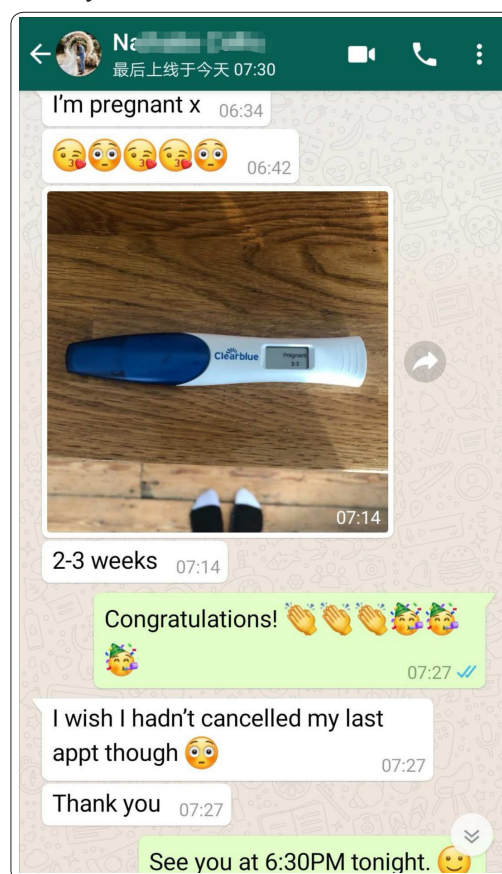 最后上线于今天 07:30
I'm pregnant x 06:34
😘😳😘😘😳 06:42
Clearblue
Pregnant
2-3
07:14
2-3 weeks 07:14
Congratulations! 👏👏👏🥳🥳
🥳
07:27
I wish I hadn't cancelled my last
appt though 😳 07:27
Thank you 07:27
See you at 6:30PM tonight. 🙂